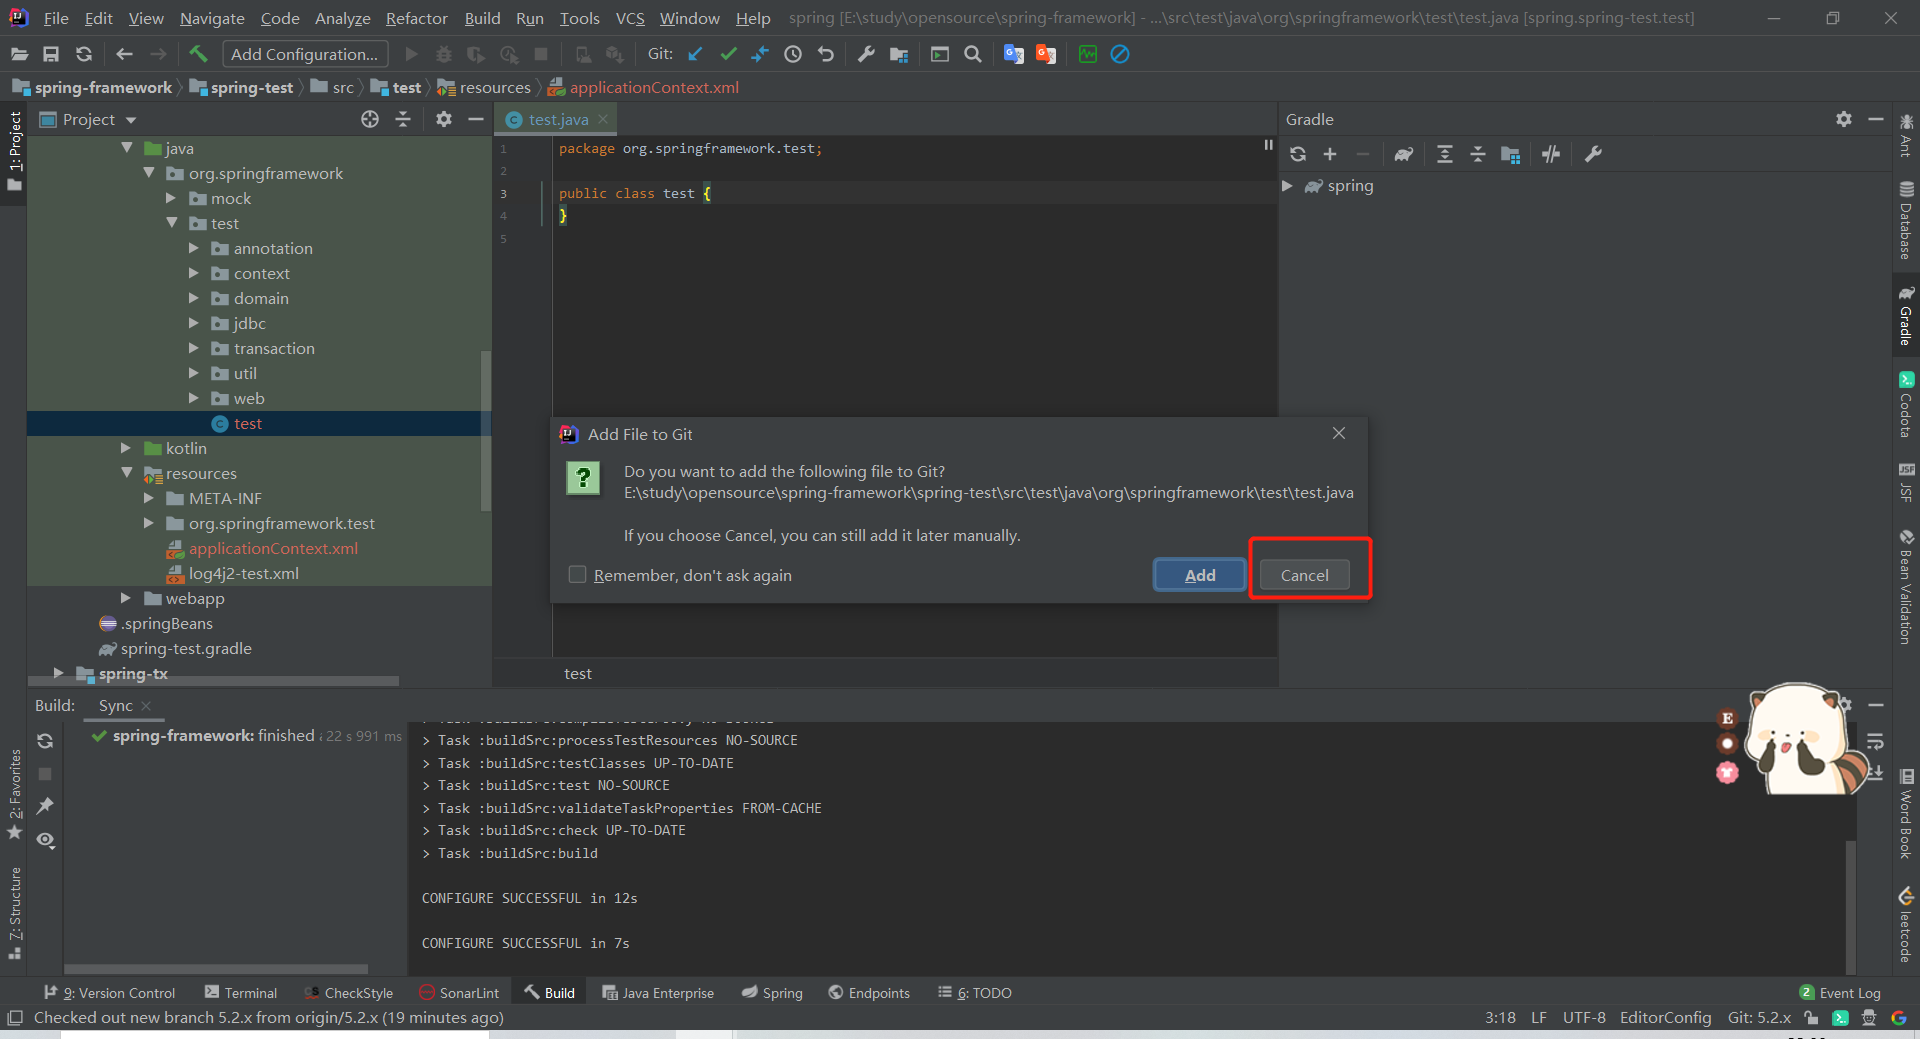 File Edit View Navigate Code Analyze Refactor Build Run Tools VCS Window Help spring [E:\study\opensource\spring-framework] - ...\src\test\java\org\springframework\test\test.java [spring.spring-test.test]
Add Configuration... Git:
spring-framework spring-test src test resources applicationContext.xml
1: Project
Project
java
org.springframework
mock
test
annotation
context
domain
jdbc
transaction
util
web
test
kotlin
resources
META-INF
org.springframework.test
applicationContext.xml
log4j2-test.xml
webapp
.springBeans
spring-test.gradle
spring-tx
test.java
1 package org.springframework.test;
2
3 public class test {
4 }
5
test
Gradle
spring
Ant
Database
Gradle
Codota
JSF
Bean Validation
Word Book
leetcode
Add File to Git
Do you want to add the following file to Git?
E:\study\opensource\spring-framework\spring-test\src\test\java\org\springframework\test\test.java
If you choose Cancel, you can still add it later manually.
Remember, don't ask again
Add
Cancel
Build: Sync
spring-framework: finished 22 s 991 ms
> Task :buildSrc:processTestResources NO-SOURCE
> Task :buildSrc:testClasses UP-TO-DATE
> Task :buildSrc:test NO-SOURCE
> Task :buildSrc:validateTaskProperties FROM-CACHE
> Task :buildSrc:check UP-TO-DATE
> Task :buildSrc:build
CONFIGURE SUCCESSFUL in 12s
CONFIGURE SUCCESSFUL in 7s
E
2: Favorites
7: Structure
9: Version Control Terminal CheckStyle SonarLint Build Java Enterprise Spring Endpoints 6: TODO 2 Event Log
Checked out new branch 5.2.x from origin/5.2.x (19 minutes ago) 3:18 LF UTF-8 EditorConfig Git: 5.2.x